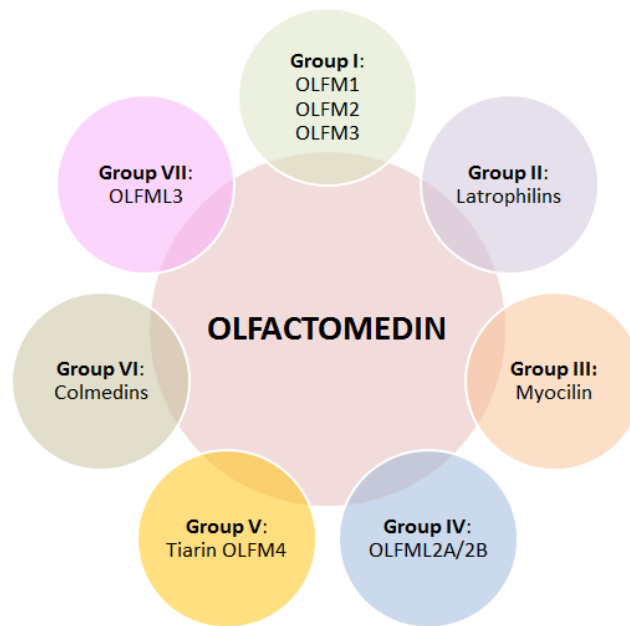 Group I:
OLFM1
OLFM2
OLFM3
Group II:
Latrophilins
Group III:
Myocilin
Group IV:
OLFML2A/2B
Group V:
Tiarin OLFM4
Group VI:
Colmedins
Group VII:
OLFML3
OLFACTOMEDIN